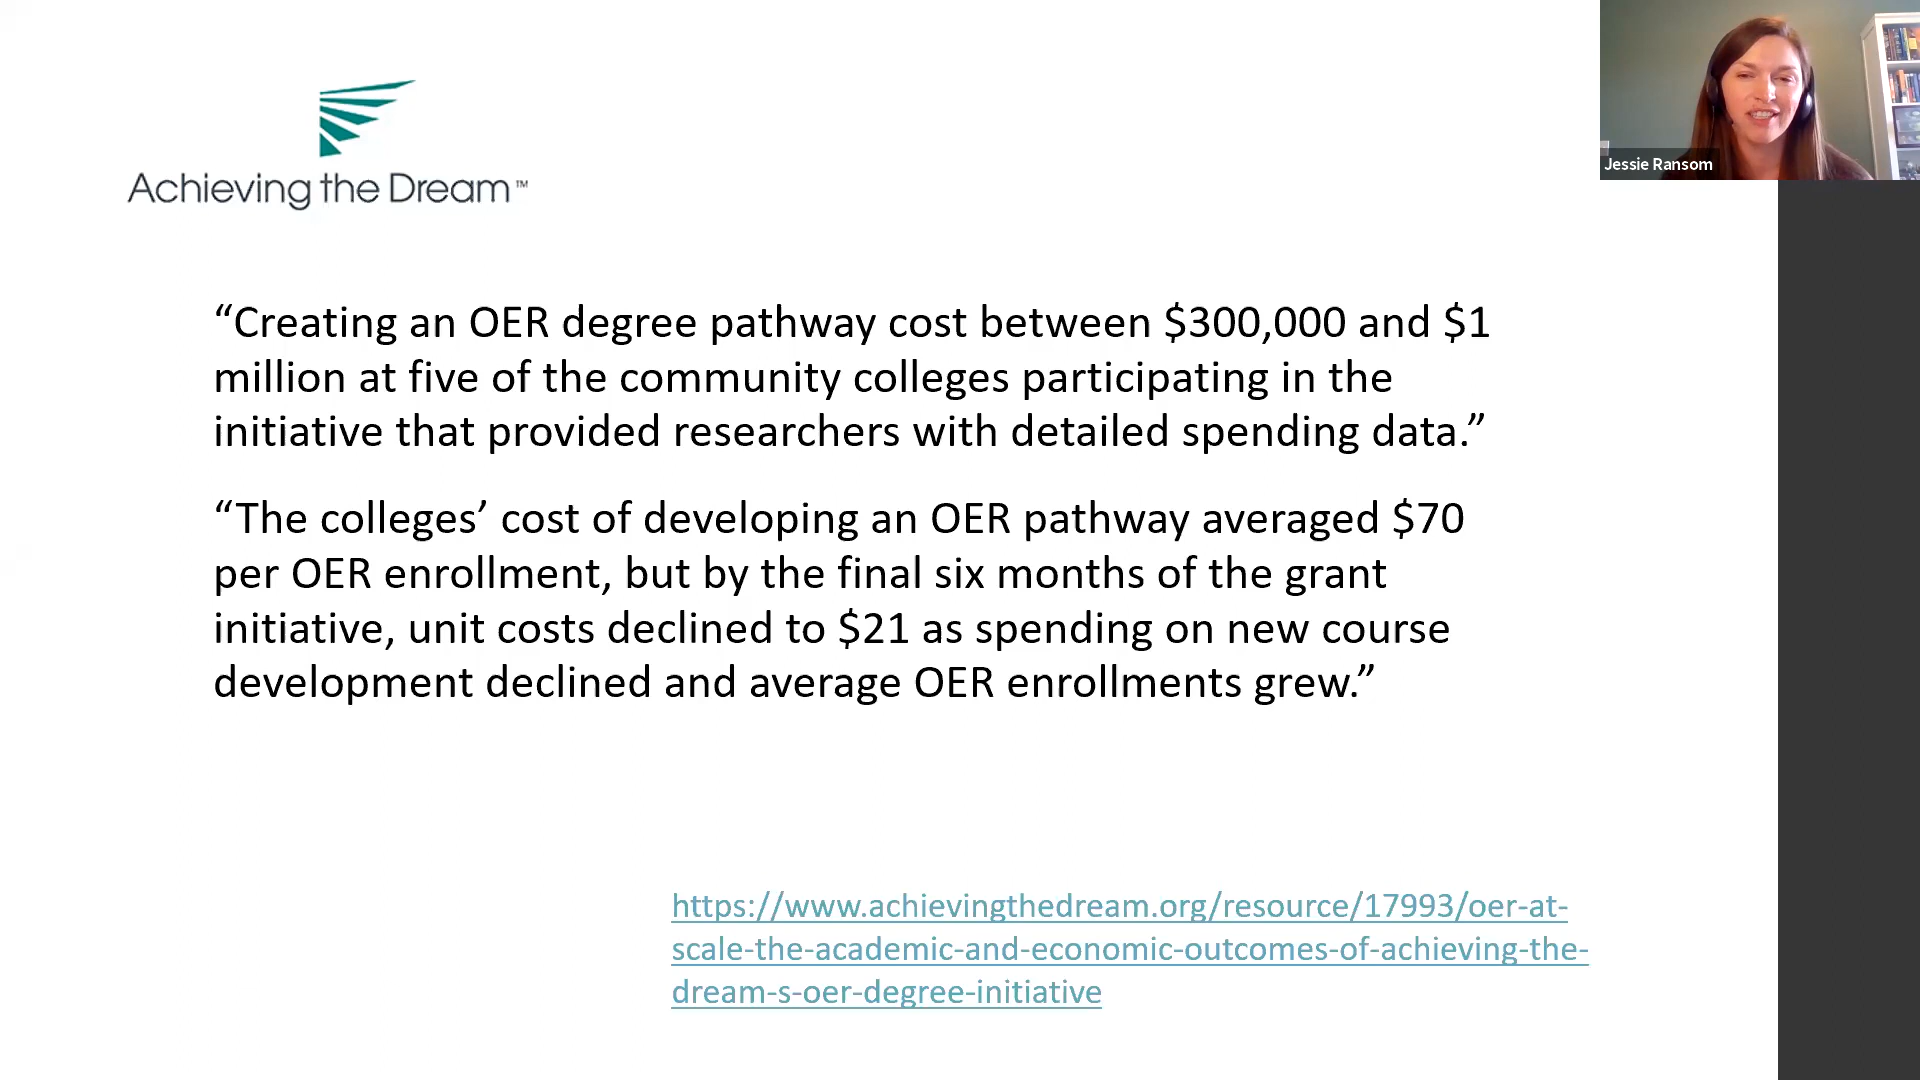 Jessie Ransom
Achieving the Dream™
“Creating an OER degree pathway cost between $300,000 and $1
million at five of the community colleges participating in the
initiative that provided researchers with detailed spending data.”
“The colleges’ cost of developing an OER pathway averaged $70
per OER enrollment, but by the final six months of the grant
initiative, unit costs declined to $21 as spending on new course
development declined and average OER enrollments grew.”
https://www.achievingthedream.org/resource/17993/oer-at-
scale-the-academic-and-economic-outcomes-of-achieving-the-
dream-s-oer-degree-initiative